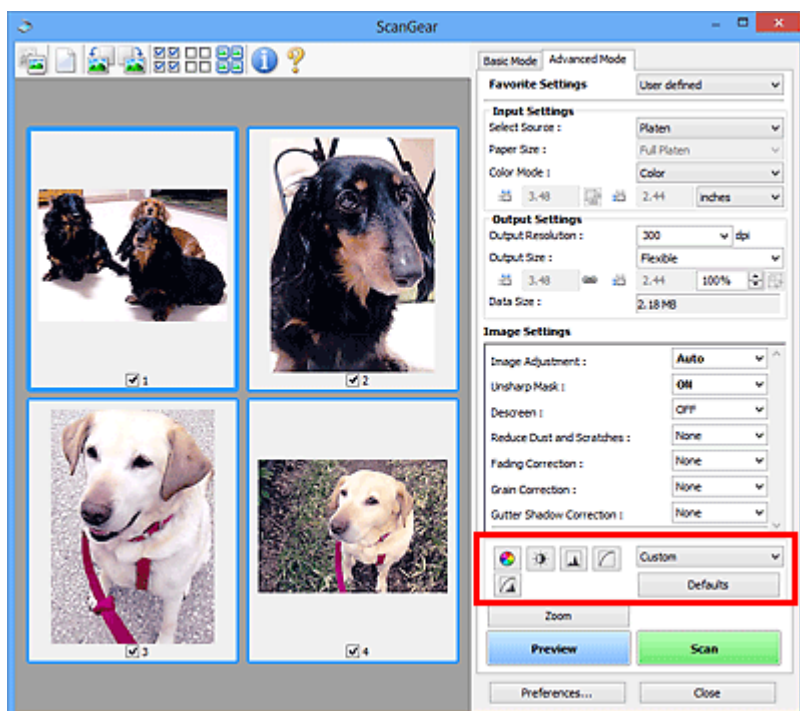 ScanGear
Basic Mode Advanced Mode
Favorite Settings User defined
Input Settings
Select Source : Platen
Paper Size : Full Platen
Color Mode : Color
3.48 2.44 inches
Output Settings
Output Resolution : 300 dpi
Output Size : Flexible
3.48 2.44 100%
Data Size : 2.18 MB
Image Settings
Image Adjustment : Auto
Unsharp Mask : ON
Descreen : OFF
Reduce Dust and Scratches : None
Fading Correction : None
Grain Correction : None
Gutter Shadow Correction : None
Custom
Defaults
Zoom
Preview Scan
Preferences... Close
1
2
3
4